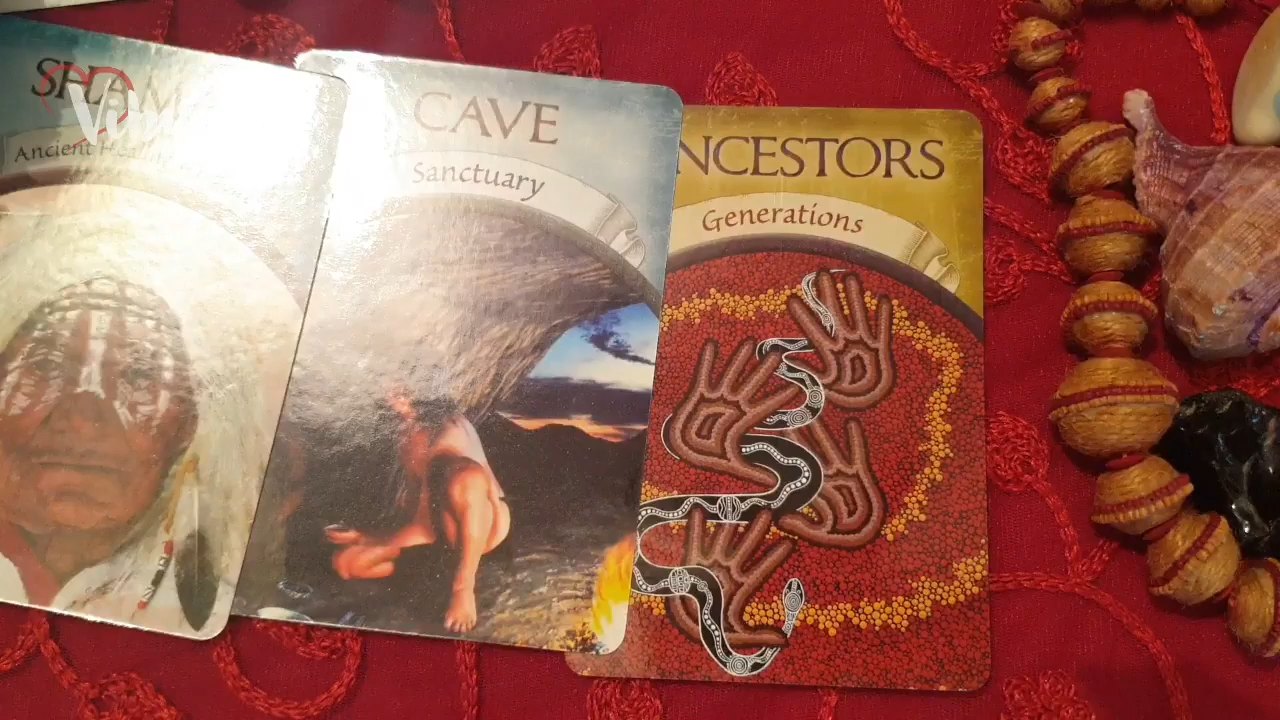 SHAM
Ancient Healing
CAVE
Sanctuary
NCESTORS
Generations